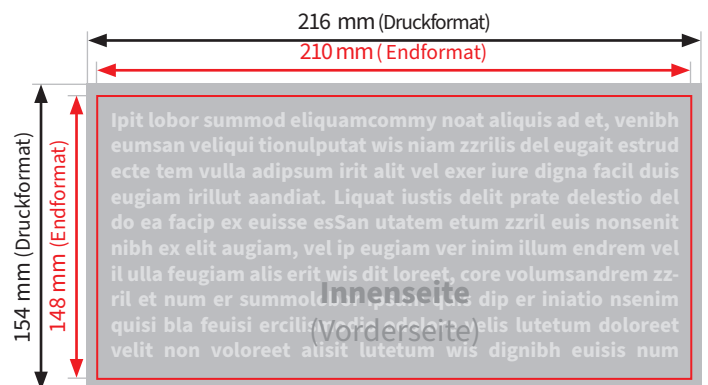 216 mm (Druckformat)
210 mm ( Endformat)
154 mm (Druckformat)
148 mm (Endformat)
Ipit lobor summod eliquamcommy noat aliquis ad et, venibh
eumsan veliqui tionulputat wis niam zzrilis del eugait estrud
ecte tem vulla adipsum irit alit vel exer iure digna facil duis
eugiam irillut aandiat. Liquat iustis delit prate delestio del
do ea facip ex euisse esSan utatem etum zzril euis nonsenit
nibh ex elit augiam, vel ip eugiam ver inim illum endrem vel
il ulla feugiam alis erit wis dit loreet, core volumsandrem zz-
ril et num er summolo dip er iniatio nsenim
quisi bla feuisi lutetum doloreet
velit non voloreet alisit lutetum wis dignibh euisis num
Innenseite
(Vorderseite)